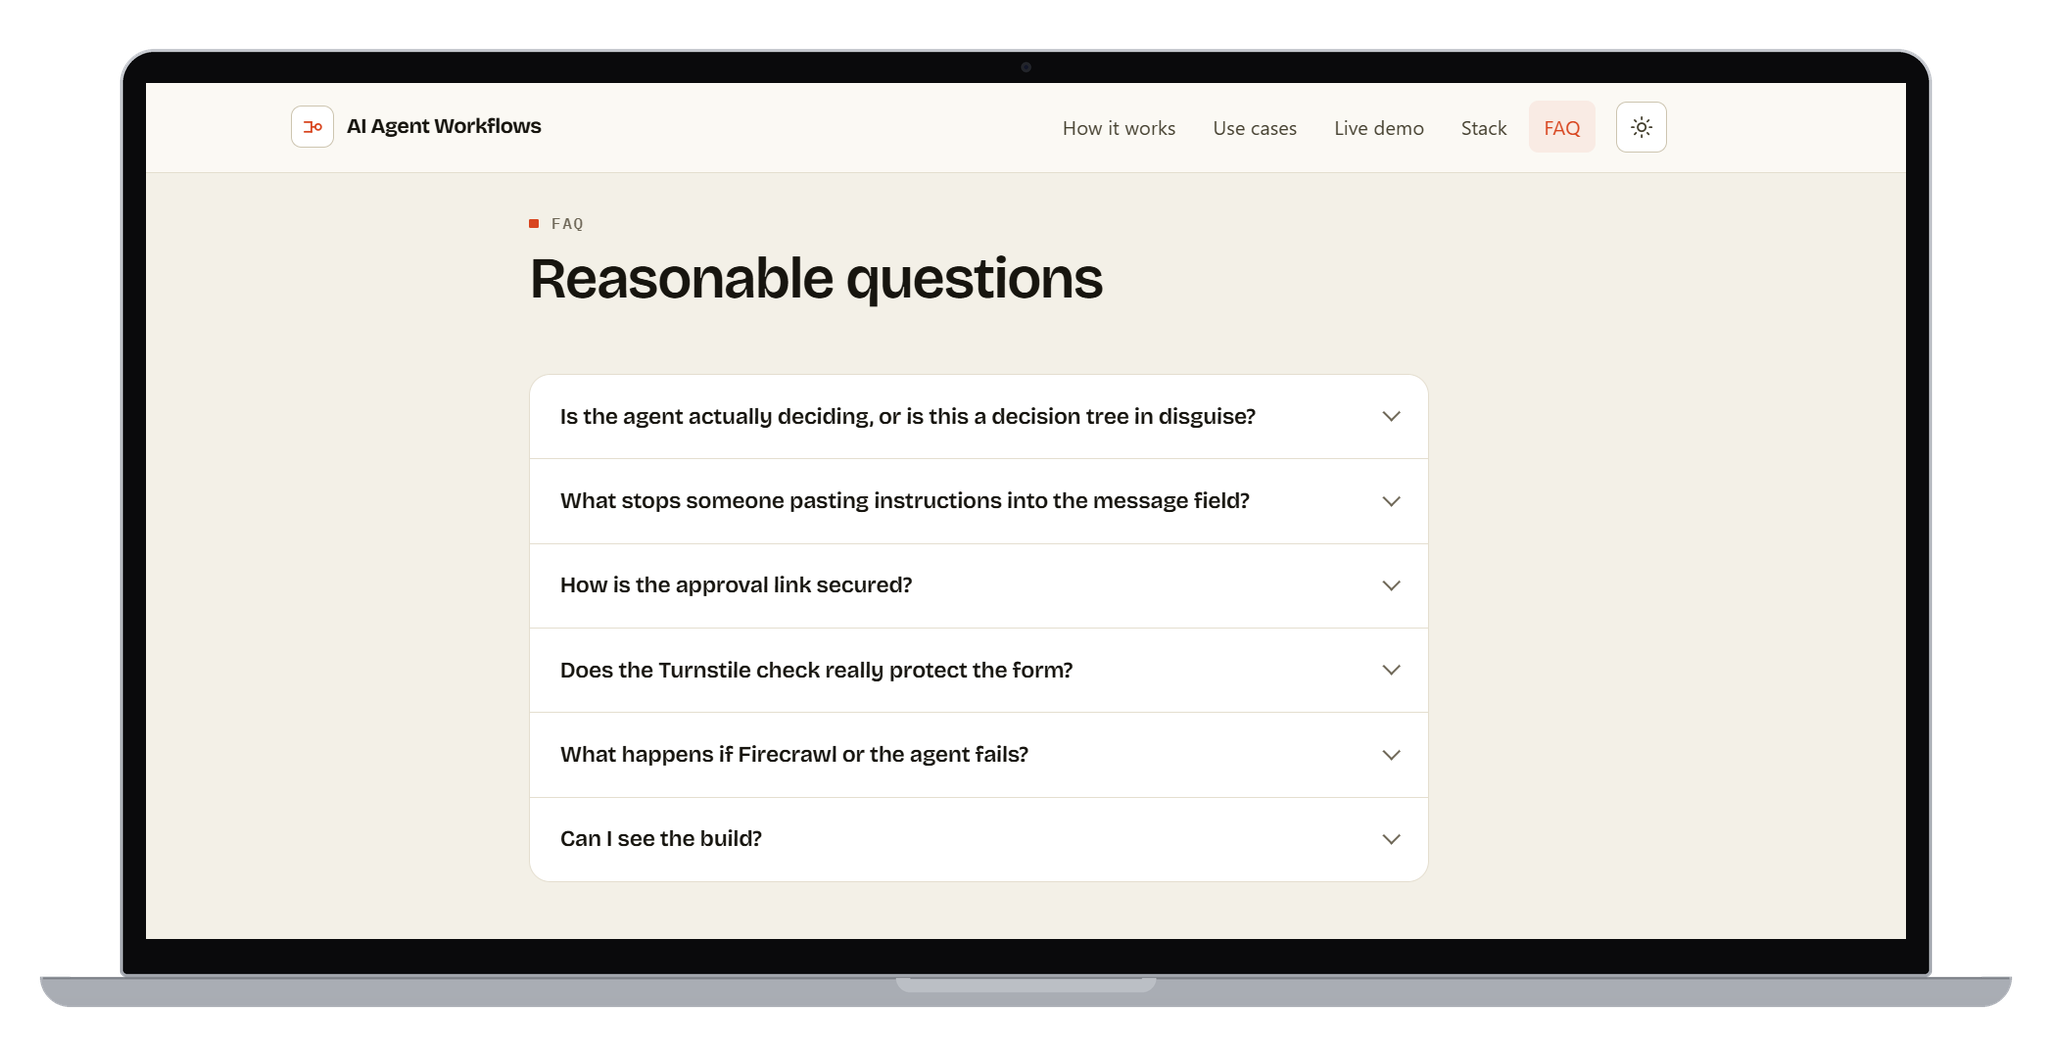 AI Agent Workflows
How it works
Use cases
Live demo
Stack
FAQ
FAQ
Reasonable questions
Is the agent actually deciding, or is this a decision tree in disguise?
What stops someone pasting instructions into the message field?
How is the approval link secured?
Does the Turnstile check really protect the form?
What happens if Firecrawl or the agent fails?
Can I see the build?